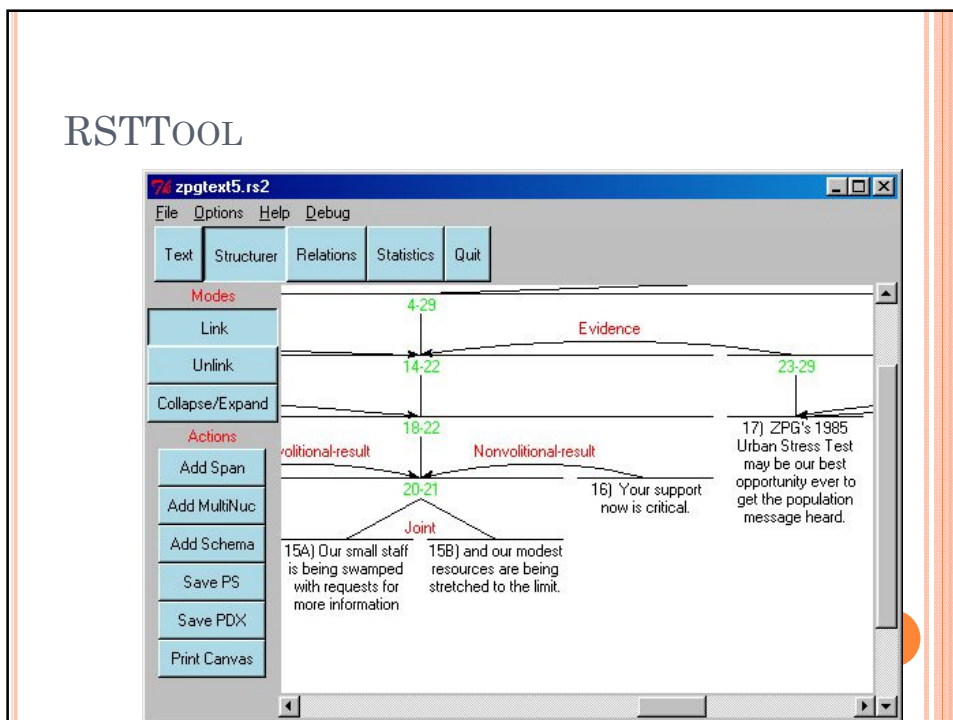 RSTTOOL
7k zpgtext5.rs2
File Options Help Debug
Text Structurer Relations Statistics Quit
Modes
Link
Unlink
Collapse/Expand
Actions
Add Span
Add MultiNuc
Add Schema
Save PS
Save PDX
Print Canvas
4-29
Evidence
14-22
23-29
18-22
olitional-result
Nonvolitional-result
20-21
Joint
15A) Our small staff
is being swamped
with requests for
more information
15B) and our modest
resources are being
stretched to the limit.
16) Your support
now is critical.
17) ZPG's 1985
Urban Stress Test
may be our best
opportunity ever to
get the population
message heard.